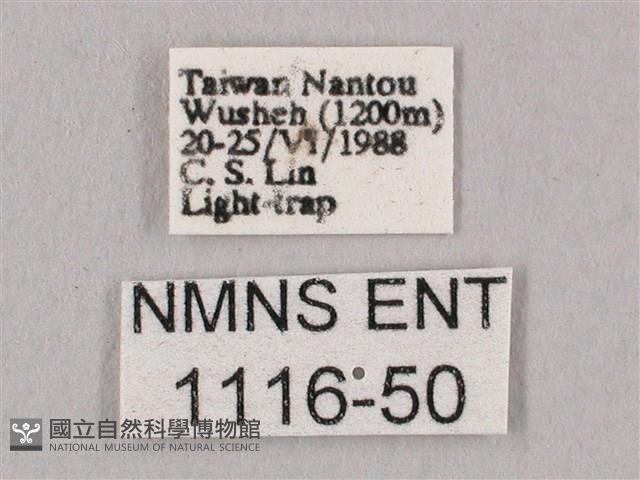 Taiwan Nantou
Wusheh (1200m)
20-25/VI/1988
C. S. Lin
Light-trap
NMNS ENT
1116-50
國立自然科學博物館
NATIONAL MUSEUM OF NATURAL SCIENCE